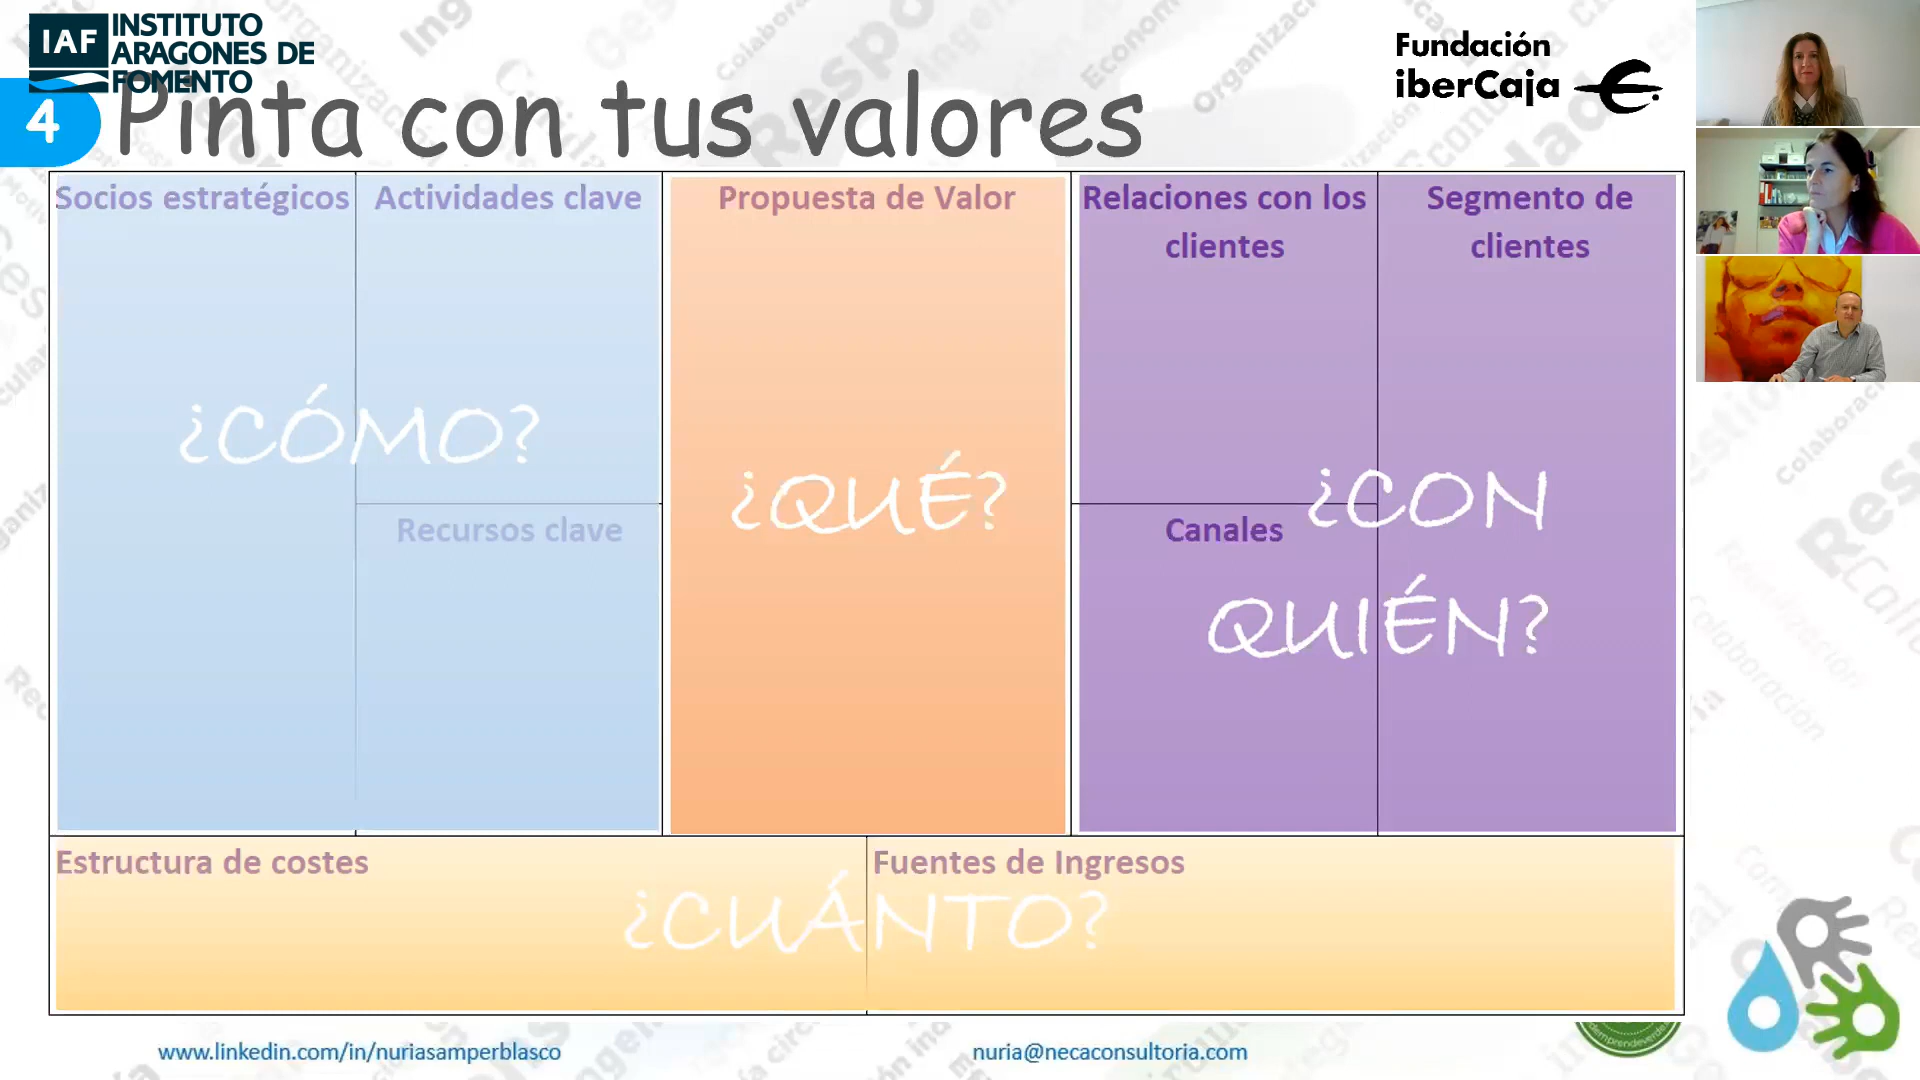 IAF
INSTITUTO
ARAGONES DE
FOMENTO
Fundación
iberCaja
4
Pinta con tus valores
Socios estratégicos
Actividades clave
Propuesta de Valor
Relaciones con los
clientes
Segmento de
clientes
¿CÓMO?
¿QUÉ?
¿CON
QUIÉN?
Recursos clave
Canales
Estructura de costes
Fuentes de Ingresos
¿CUÁNTO?
www.linkedin.com/in/nuriasamperblasco
nuria@necaconsultoria.com